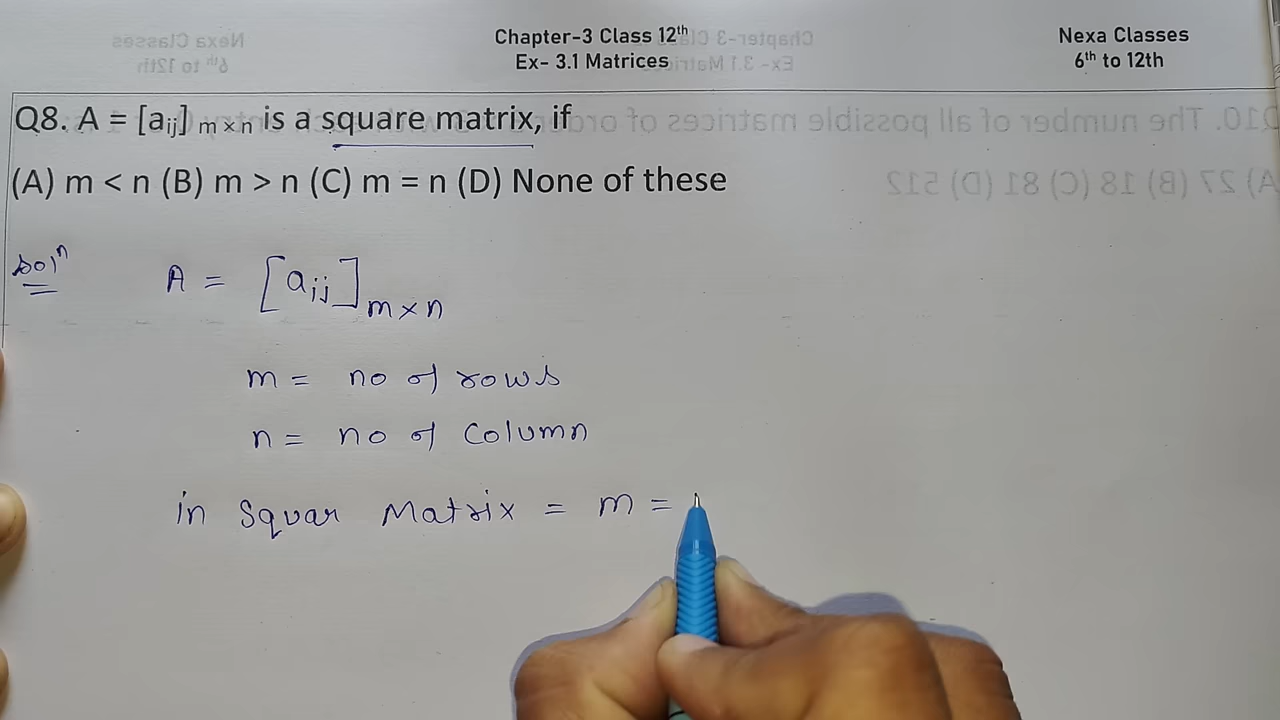 Chapter-3 Class 12th
Ex- 3.1 Matrices
Nexa Classes
6th to 12th
Q8. A = [aij] m × n is a square matrix, if
(A) m < n (B) m > n (C) m = n (D) None of these
Solⁿ
A = [aij] m × n
m = no of rows
n = no of column
in Squar Matrix = m =